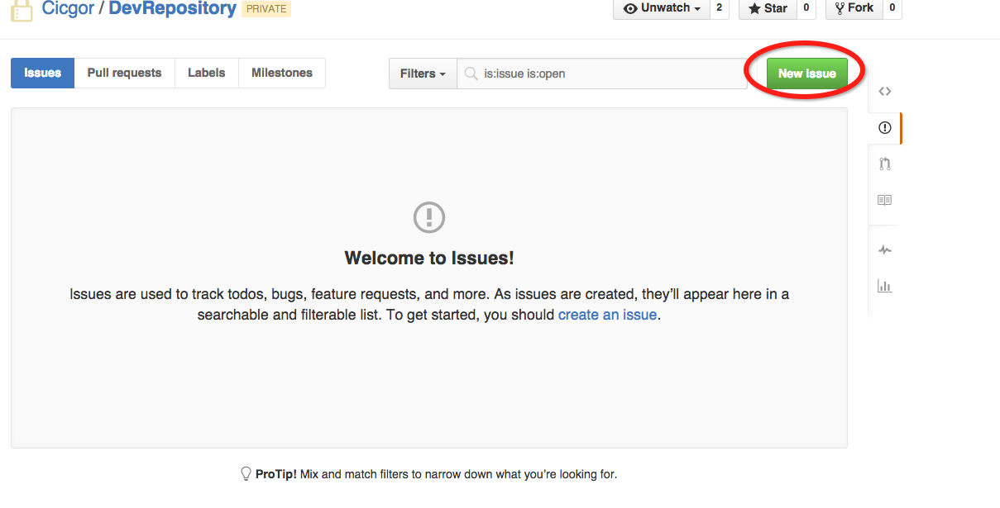 Cicgor / DevRepository PRIVATE Unwatch 2 Star 0 Fork 0
Issues Pull requests Labels Milestones Filters is:issue is:open New issue
Welcome to Issues!
Issues are used to track todos, bugs, feature requests, and more. As issues are created, they’ll appear here in a
searchable and filterable list. To get started, you should create an issue.
ProTip! Mix and match filters to narrow down what you’re looking for.